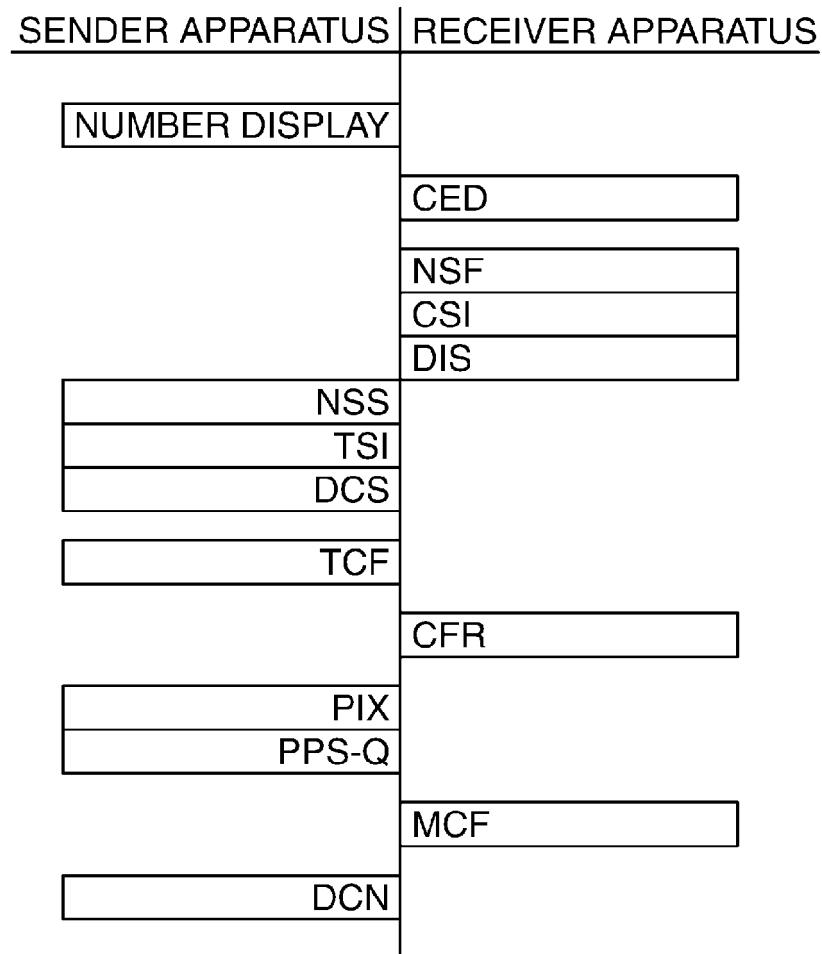 SENDER APPARATUS RECEIVER APPARATUS
NUMBER DISPLAY
CED
NSF
CSI
DIS
NSS
TSI
DCS
TCF
CFR
PIX
PPS-Q
MCF
DCN